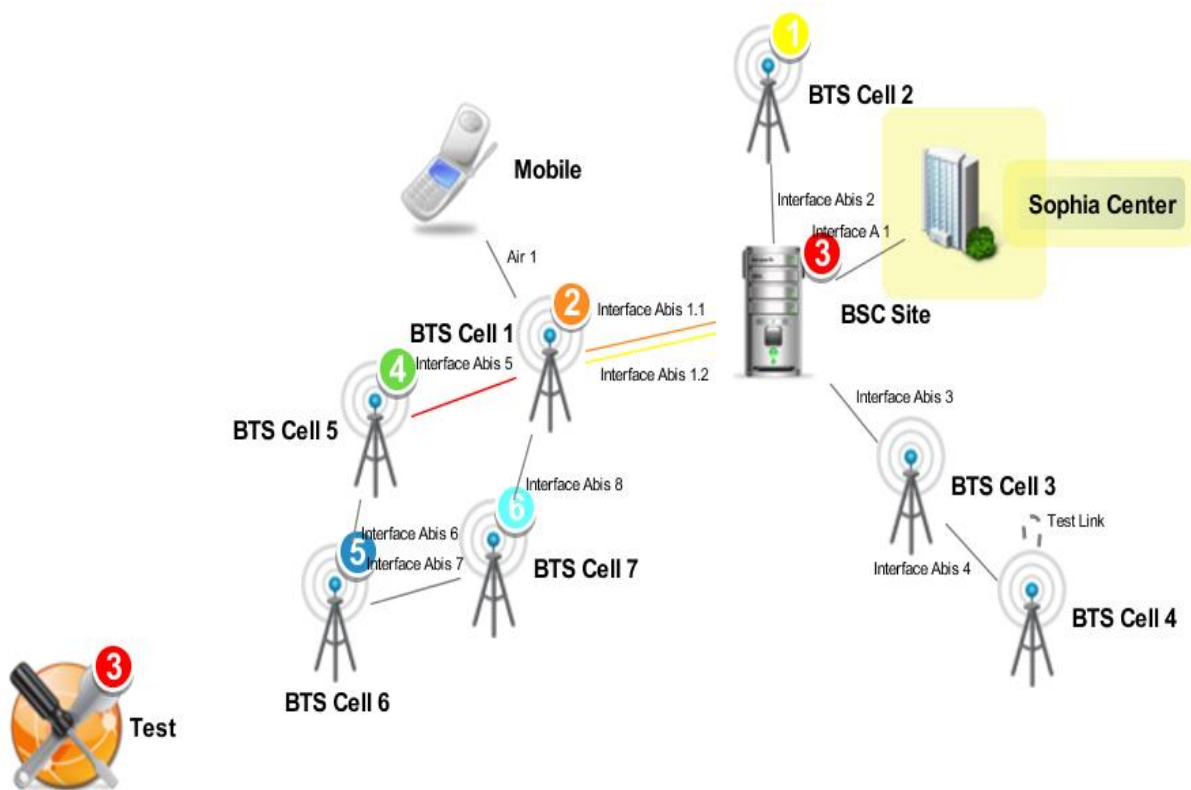 1
BTS Cell 2
Mobile
Interface Abis 2
Sophia Center
Interface A 1
3
BSC Site
Air 1
2
Interface Abis 1.1
BTS Cell 1
Interface Abis 5
Interface Abis 1.2
4
BTS Cell 5
Interface Abis 3
BTS Cell 3
Interface Abis 8
6
Test Link
Interface Abis 6
5
Interface Abis 7
BTS Cell 7
Interface Abis 4
BTS Cell 4
BTS Cell 6
3
Test